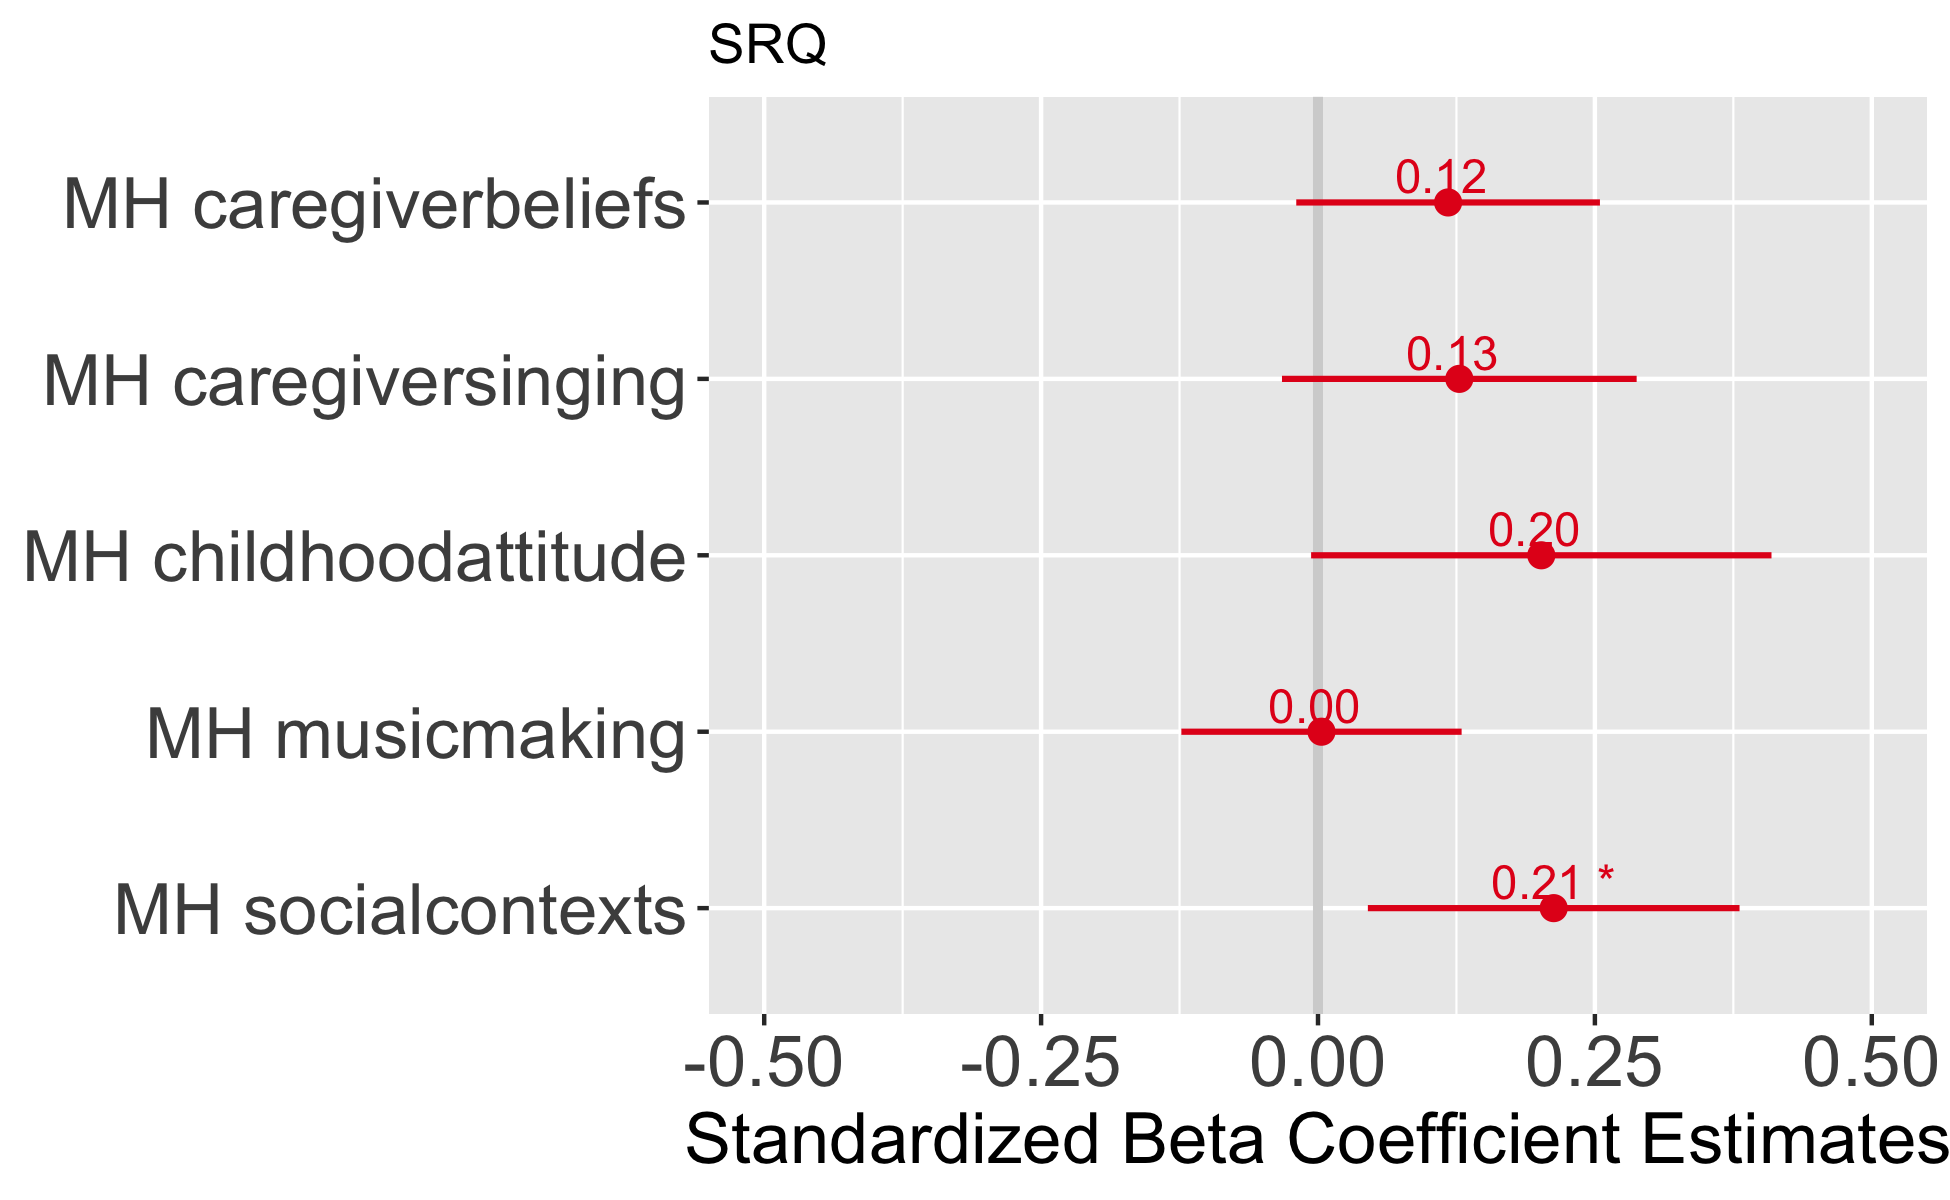 SRQ
MH caregiverbeliefs
0.12
MH caregiversinging
0.13
MH childhoodattitude
0.20
MH musicmaking
0.00
MH socialcontexts
0.21 *
-0.50 -0.25 0.00 0.25 0.50
Standardized Beta Coefficient Estimates